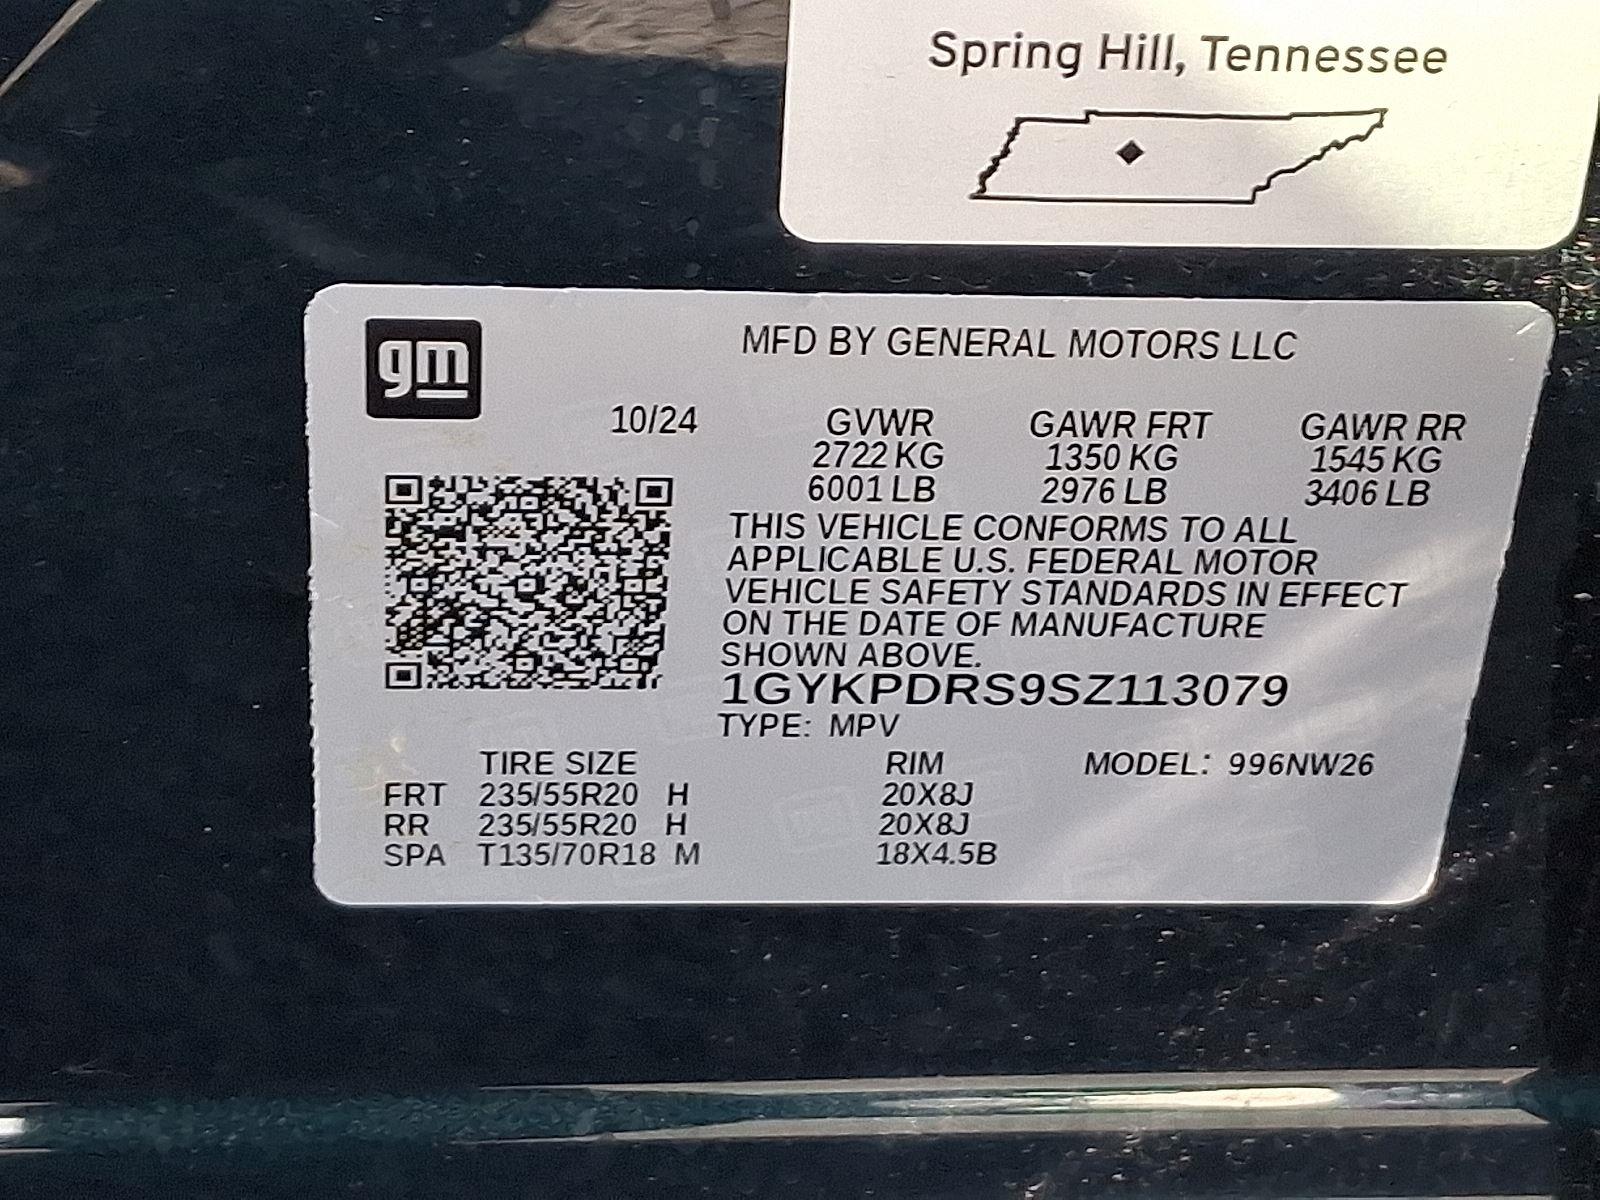 Spring Hill, Tennessee
gm
MFD BY GENERAL MOTORS LLC
10/24 GVWR GAWR FRT GAWR RR
2722 KG 1350 KG 1545 KG
6001 LB 2976 LB 3406 LB
THIS VEHICLE CONFORMS TO ALL
APPLICABLE U.S. FEDERAL MOTOR
VEHICLE SAFETY STANDARDS IN EFFECT
ON THE DATE OF MANUFACTURE
SHOWN ABOVE.
1GYKPDRS9SZ113079
TYPE: MPV
TIRE SIZE RIM MODEL: 996NW26
FRT 235/55R20 H 20X8J
RR 235/55R20 H 20X8J
SPA T135/70R18 M 18X4.5B